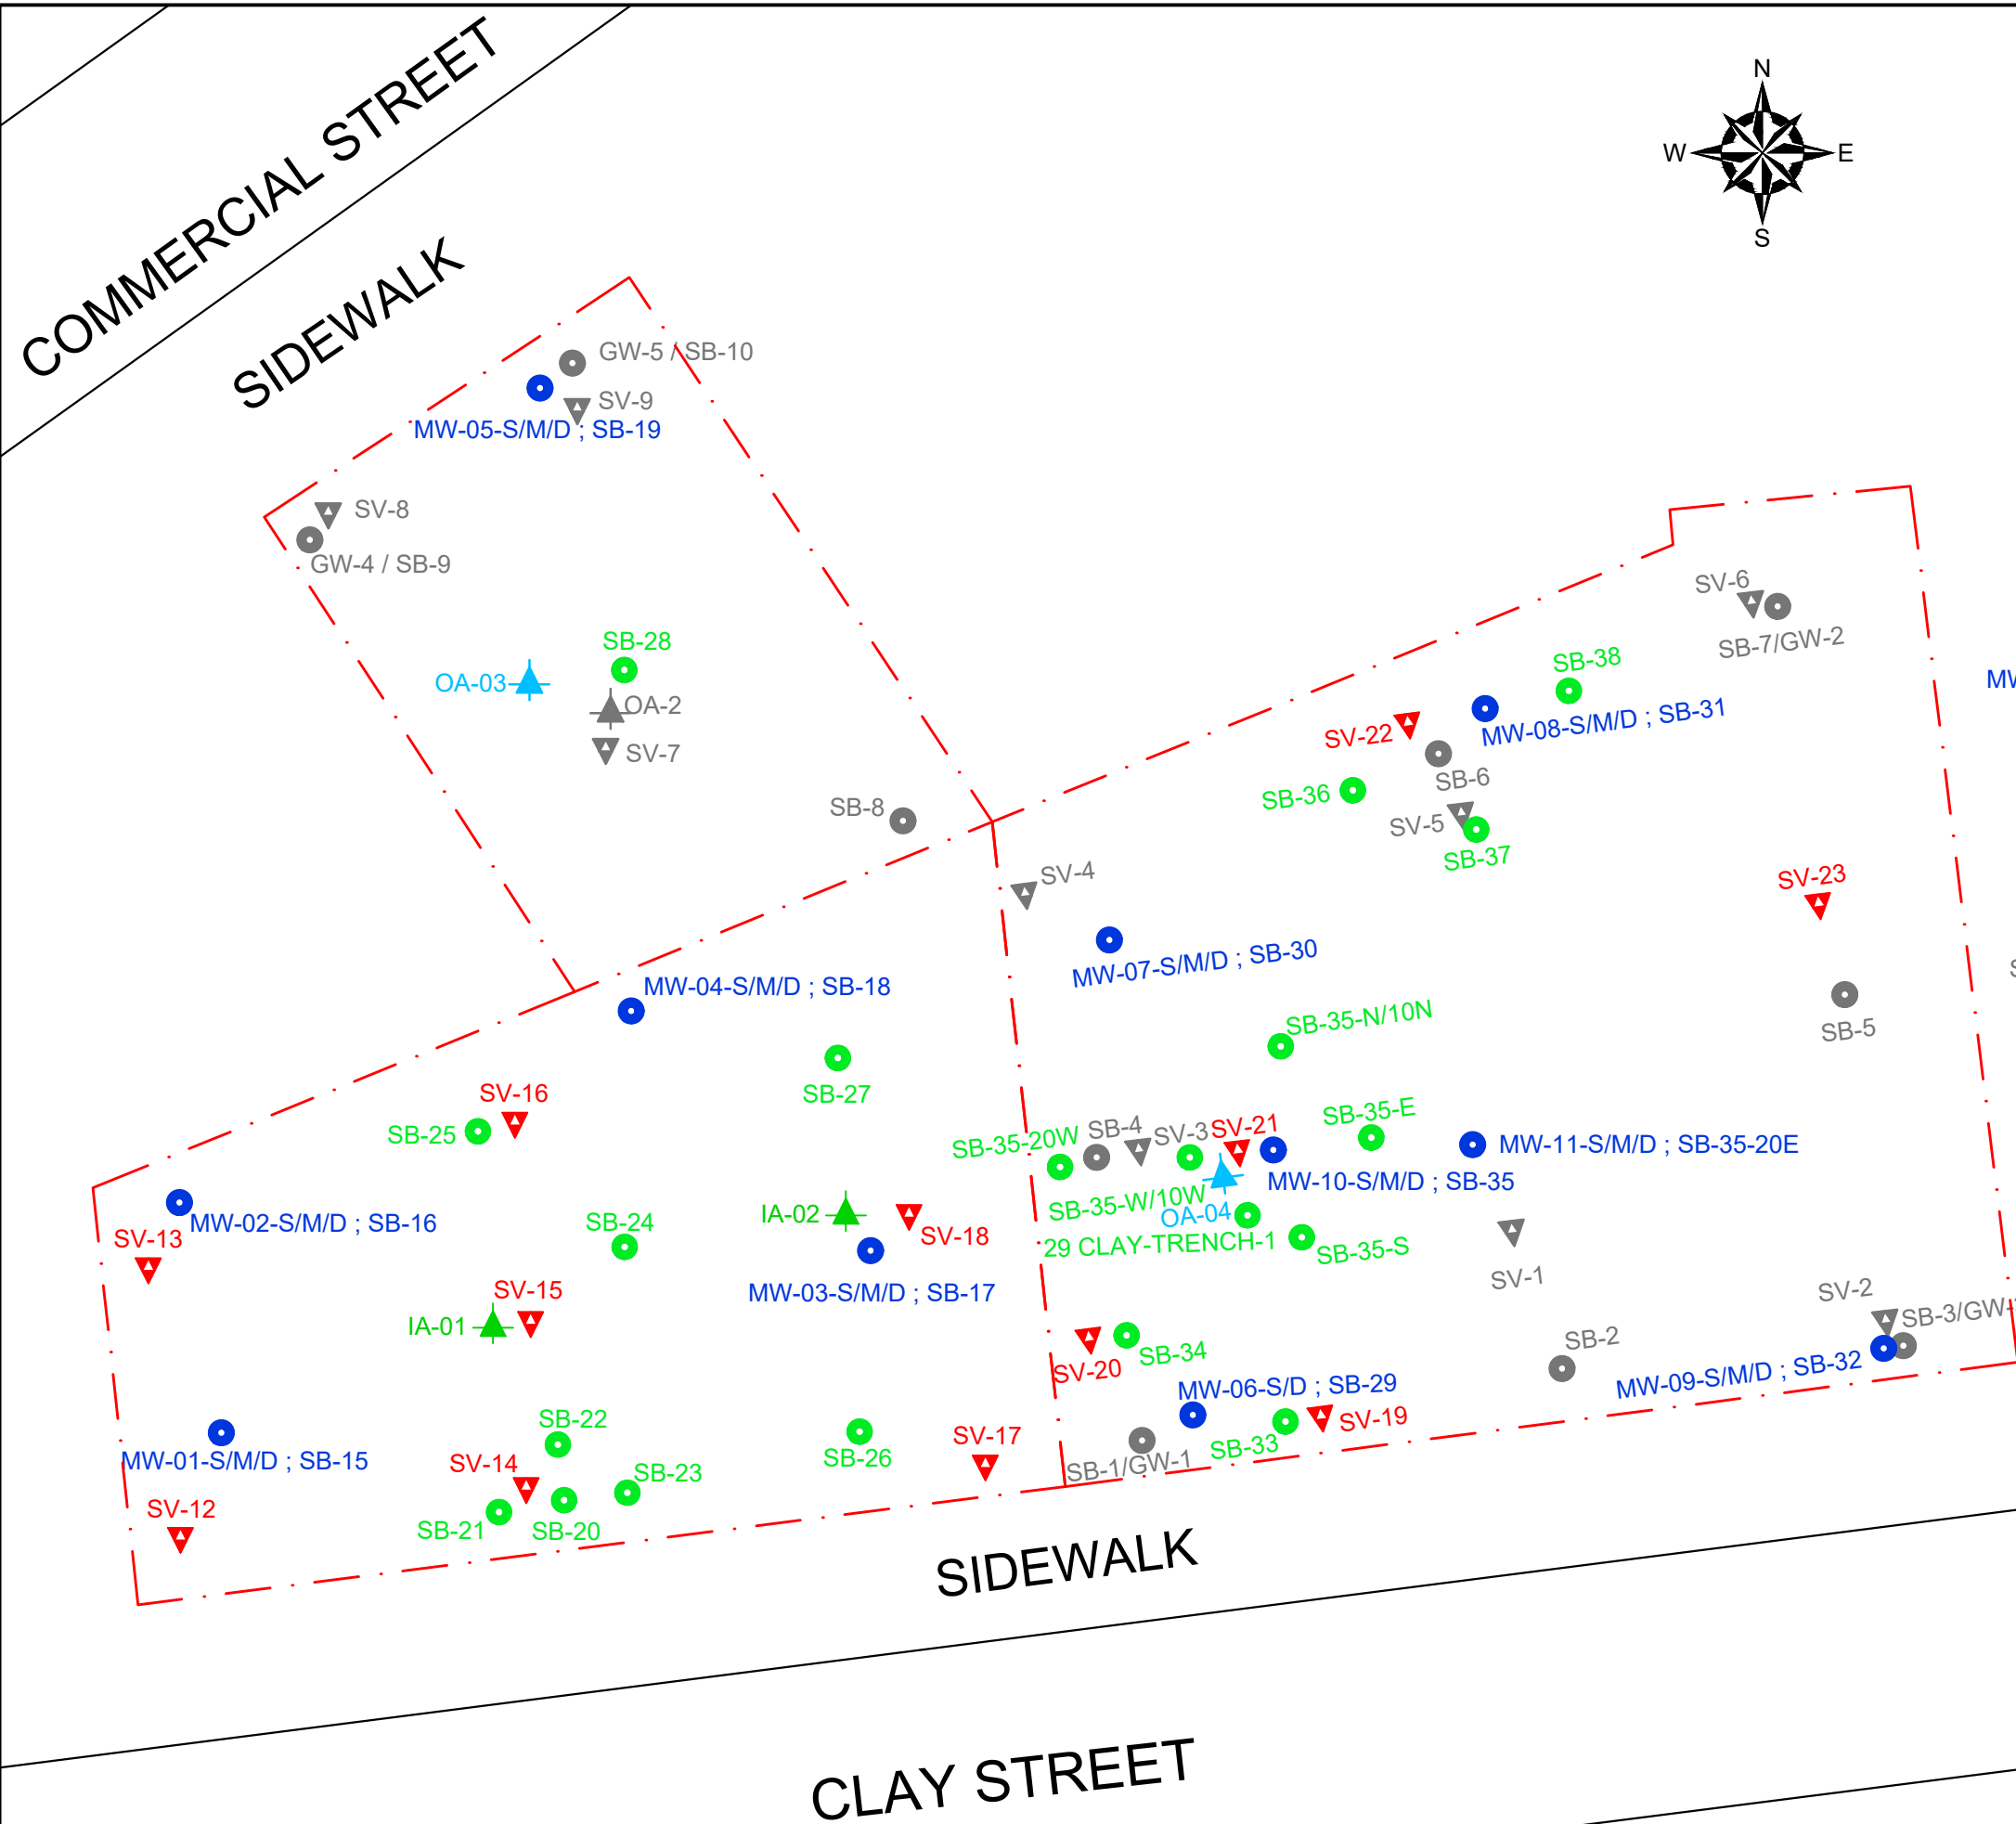 COMMERCIAL STREET
SIDEWALK
N
W
E
S
GW-5 / SB-10
SV-9
MW-05-S/M/D ; SB-19
SV-8
GW-4 / SB-9
SB-28
OA-03
OA-2
SV-7
SB-8
SV-6
SB-7/GW-2
SB-38
MW-08-S/M/D ; SB-31
SV-22
SB-6
SB-36
SV-5
SB-37
SV-4
SV-23
MW-07-S/M/D ; SB-30
SB-5
MW-04-S/M/D ; SB-18
SB-35-N/10N
SB-27
SV-16
SB-25
SB-35-E
SB-35-20W
SB-4
SV-3
SV-21
MW-11-S/M/D ; SB-35-20E
MW-10-S/M/D ; SB-35
SB-35-W/10W
OA-04
29 CLAY-TRENCH-1
SB-35-S
MW-02-S/M/D ; SB-16
SV-13
SB-24
IA-02
SV-18
MW-03-S/M/D ; SB-17
SV-1
SV-2
SB-3/GW-
SV-15
IA-01
SB-2
MW-09-S/M/D ; SB-32
SV-20
SB-34
MW-06-S/D ; SB-29
SV-19
SB-33
SB-1/GW-1
SV-17
SB-22
SB-26
MW-01-S/M/D ; SB-15
SV-14
SB-23
SV-12
SB-21
SB-20
SIDEWALK
CLAY STREET